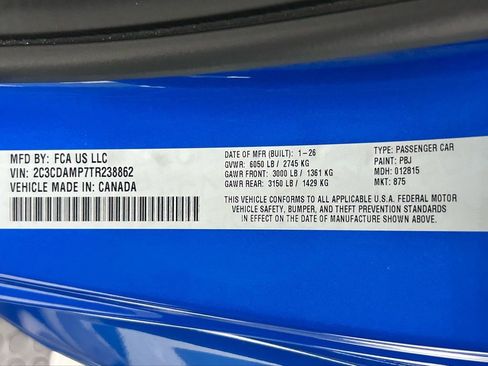 MFD BY: FCA US LLC
VIN: 2C3CDAMP7TR238862
VEHICLE MADE IN: CANADA
DATE OF MFR (BUILT): 1-26
GVWR: 6050 LB / 2745 KG
GAWR FRONT: 3000 LB / 1361 KG
GAWR REAR: 3150 LB / 1429 KG
TYPE: PASSENGER CAR
PAINT: PBJ
MDH: 012815
MKT: 875
THIS VEHICLE CONFORMS TO ALL APPLICABLE U.S.A. FEDERAL MOTOR
VEHICLE SAFETY, BUMPER, AND THEFT PREVENTION STANDARDS
IN EFFECT ON THE DATE OF MANUFACTURE SHOWN ABOVE.